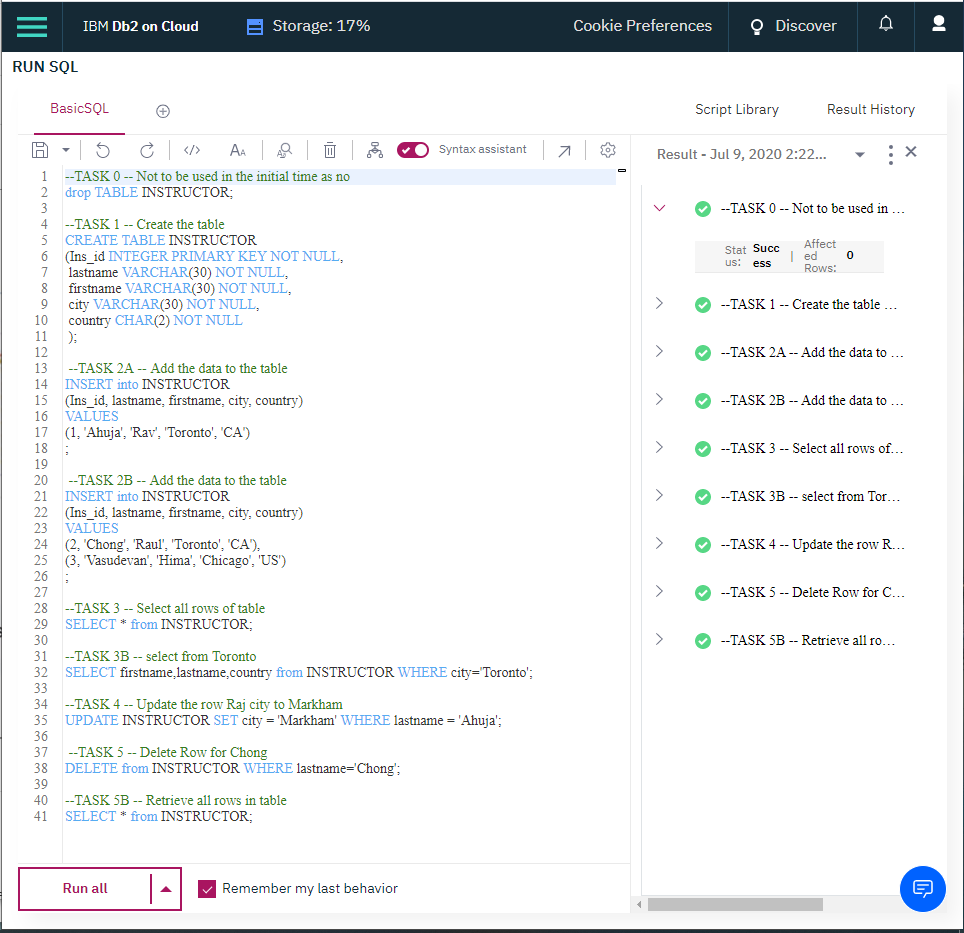 IBM Db2 on Cloud
Storage: 17%
Cookie Preferences
Discover
RUN SQL
BasicSQL
Script Library
Result History
Syntax assistant
1 --TASK 0 -- Not to be used in the initial time as no
2 drop TABLE INSTRUCTOR;
3
4 --TASK 1 -- Create the table
5 CREATE TABLE INSTRUCTOR
6 (Ins_id INTEGER PRIMARY KEY NOT NULL,
7 lastname VARCHAR(30) NOT NULL,
8 firstname VARCHAR(30) NOT NULL,
9 city VARCHAR(30) NOT NULL,
10 country CHAR(2) NOT NULL
11 );
12
13 --TASK 2A -- Add the data to the table
14 INSERT into INSTRUCTOR
15 (Ins_id, lastname, firstname, city, country)
16 VALUES
17 (1, 'Ahuja', 'Rav', 'Toronto', 'CA')
18 ;
19
20 --TASK 2B -- Add the data to the table
21 INSERT into INSTRUCTOR
22 (Ins_id, lastname, firstname, city, country)
23 VALUES
24 (2, 'Chong', 'Raul', 'Toronto', 'CA'),
25 (3, 'Vasudevan', 'Hima', 'Chicago', 'US')
26 ;
27
28 --TASK 3 -- Select all rows of table
29 SELECT * from INSTRUCTOR;
30
31 --TASK 3B -- select from Toronto
32 SELECT firstname,lastname,country from INSTRUCTOR WHERE city='Toronto';
33
34 --TASK 4 -- Update the row Raj city to Markham
35 UPDATE INSTRUCTOR SET city = 'Markham' WHERE lastname = 'Ahuja';
36
37 --TASK 5 -- Delete Row for Chong
38 DELETE from INSTRUCTOR WHERE lastname='Chong';
39
40 --TASK 5B -- Retrieve all rows in table
41 SELECT * from INSTRUCTOR;
Run all
Remember my last behavior
Result - Jul 9, 2020 2:22...
--TASK 0 -- Not to be used in ...
Stat
us:
Succ
ess
|
Affect
ed
Rows:
0
--TASK 1 -- Create the table ...
--TASK 2A -- Add the data to ...
--TASK 2B -- Add the data to ...
--TASK 3 -- Select all rows of...
--TASK 3B -- select from Tor...
--TASK 4 -- Update the row R...
--TASK 5 -- Delete Row for C...
--TASK 5B -- Retrieve all ro...